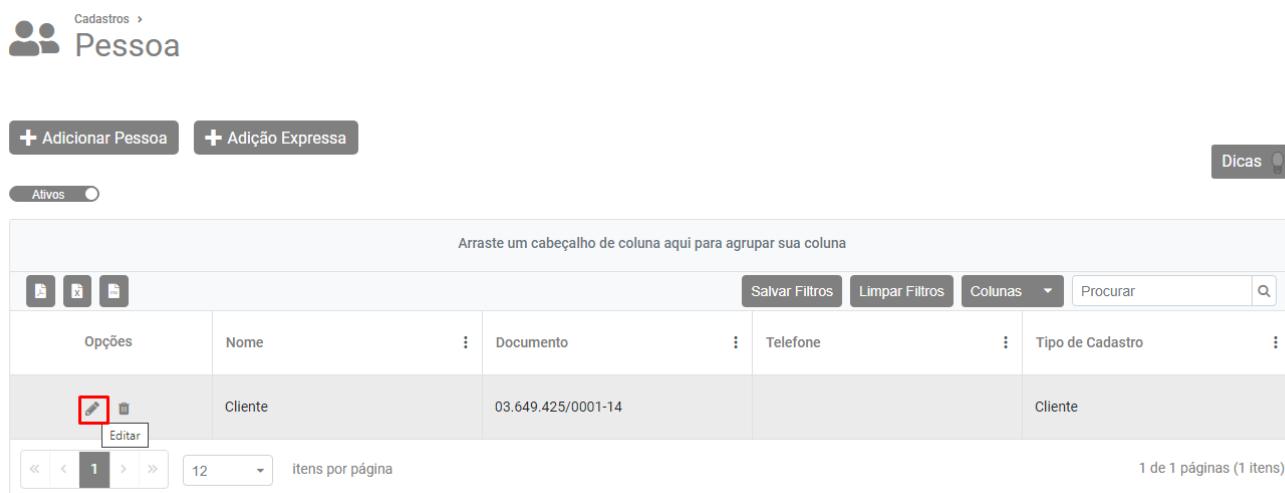 Cadastros ›
Pessoa
Adicionar Pessoa Adição Expressa
Dicas
Ativos
Arraste um cabeçalho de coluna aqui para agrupar sua coluna
Salvar Filtros Limpar Filtros Colunas Procurar
Opções Nome Documento Telefone Tipo de Cadastro
Cliente 03.649.425/0001-14 Cliente
Editar
1 12 itens por página 1 de 1 páginas (1 itens)